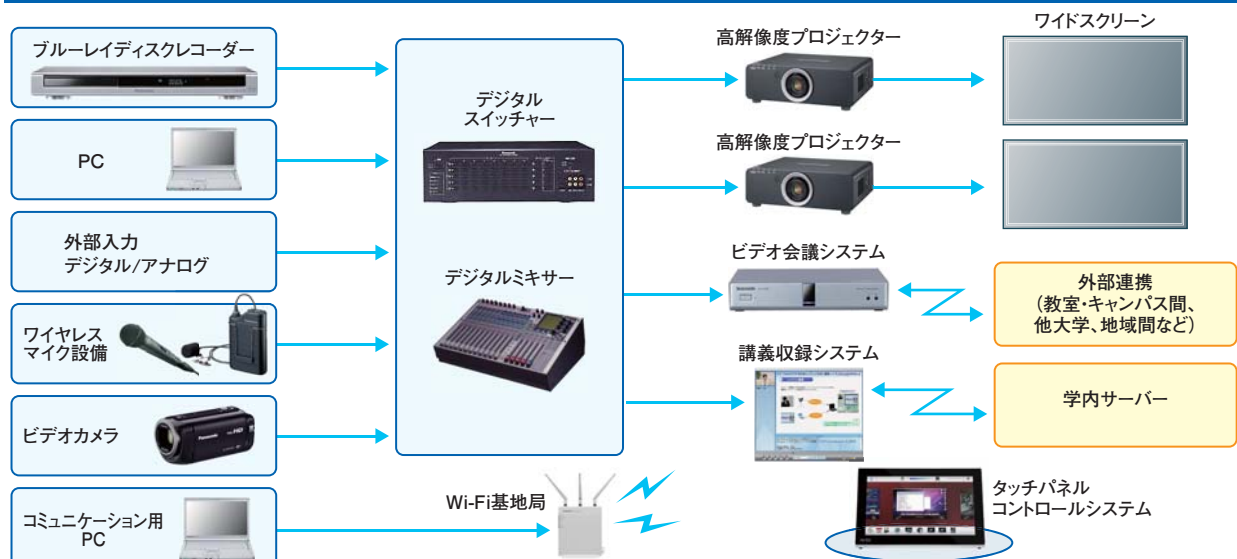 ブルーレイディスクレコーダー
PC
外部入力
デジタル/アナログ
ワイヤレス
マイク設備
ビデオカメラ
コミュニケーション用
PC
デジタル
スイッチャー
デジタルミキサー
Wi-Fi基地局
高解像度プロジェクター
高解像度プロジェクター
ビデオ会議システム
講義収録システム
ワイドスクリーン
外部連携
(教室・キャンパス間、
他大学、地域間など)
学内サーバー
タッチパネル
コントロールシステム